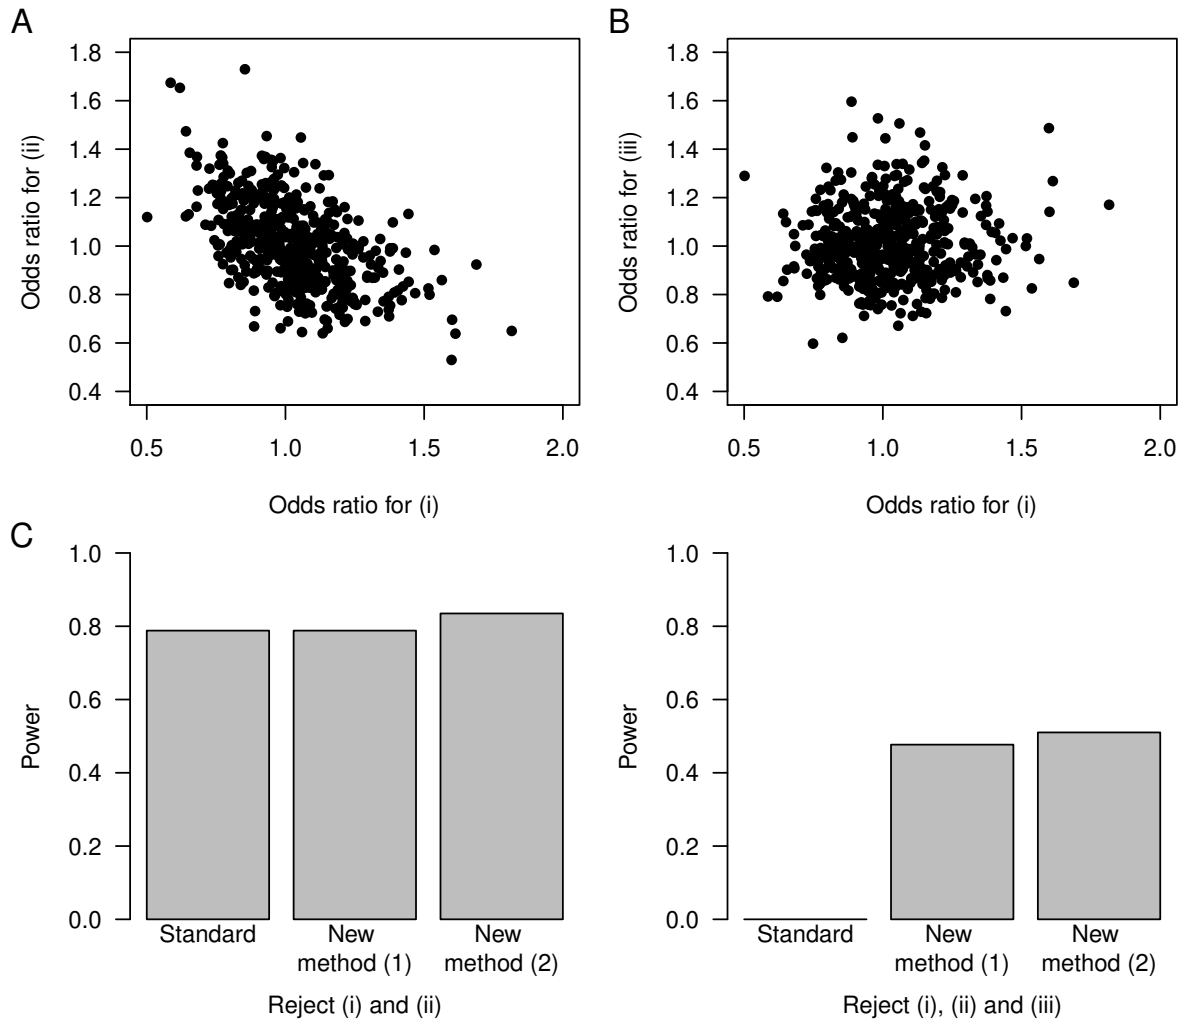 A
B
1.8
1.6
1.4
1.2
1.0
0.8
0.6
0.4
Odds ratio for (ii)
0.5 1.0 1.5 2.0
Odds ratio for (i)
1.8
1.6
1.4
1.2
1.0
0.8
0.6
0.4
Odds ratio for (iii)
0.5 1.0 1.5 2.0
Odds ratio for (i)
C
1.0
0.8
0.6
0.4
0.2
0.0
Power
Standard
New
method (1)
New
method (2)
Reject (i) and (ii)
1.0
0.8
0.6
0.4
0.2
0.0
Power
Standard
New
method (1)
New
method (2)
Reject (i), (ii) and (iii)